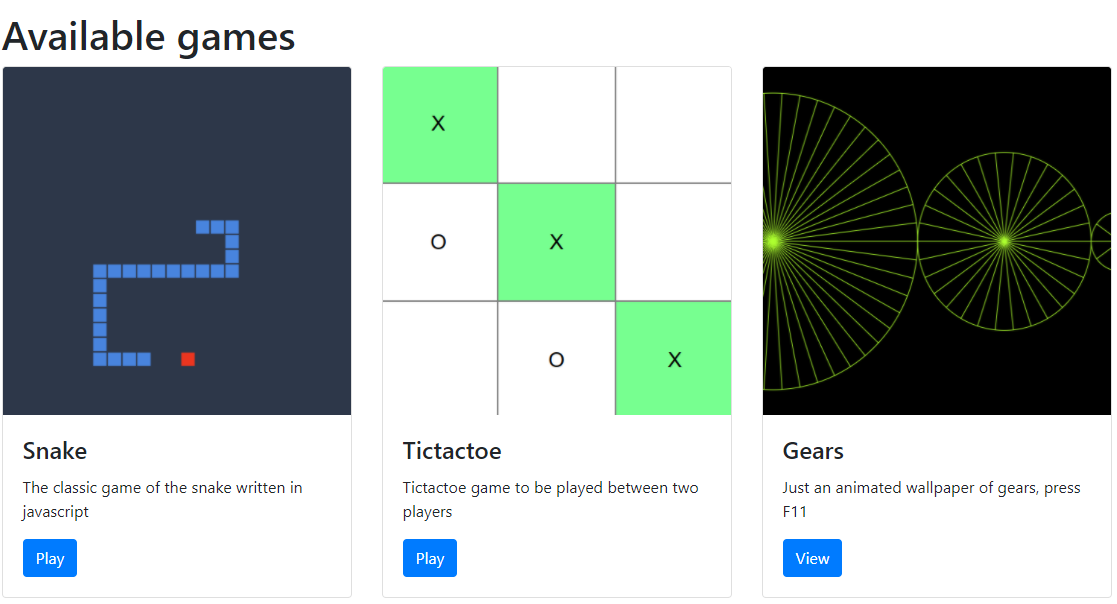 Available games
X
O
X
O
X
Snake
The classic game of the snake written in
javascript
Play
Tictactoe
Tictactoe game to be played between two
players
Play
Gears
Just an animated wallpaper of gears, press
F11
View